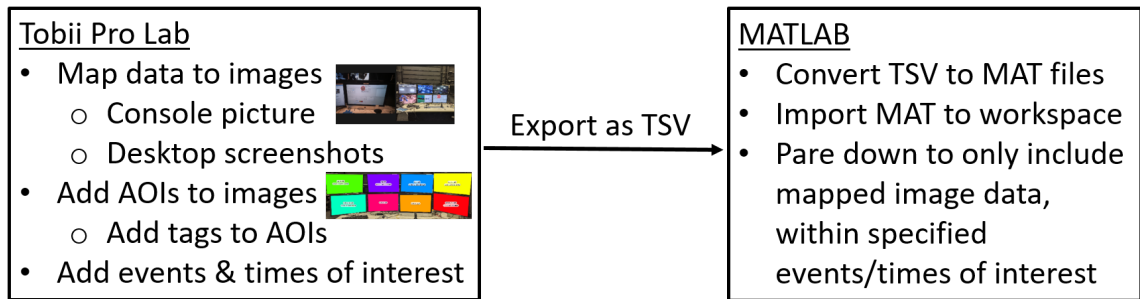 Tobii Pro Lab
• Map data to images
o Console picture
o Desktop screenshots
• Add AOIs to images
o Add tags to AOIs
• Add events & times of interest
Export as TSV
MATLAB
• Convert TSV to MAT files
• Import MAT to workspace
• Pare down to only include
mapped image data,
within specified
events/times of interest